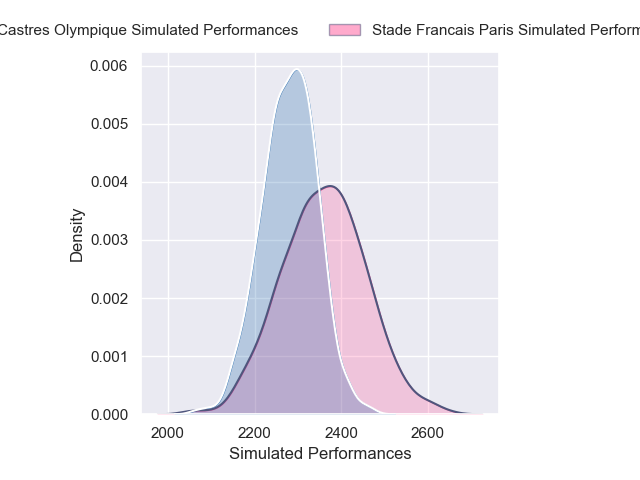 Castres Olympique Simulated Performances
Stade Francais Paris Simulated Perform
0.006
0.005
0.004
0.003
0.002
0.001
0.000
Density
2000 2200 2400 2600
Simulated Performances